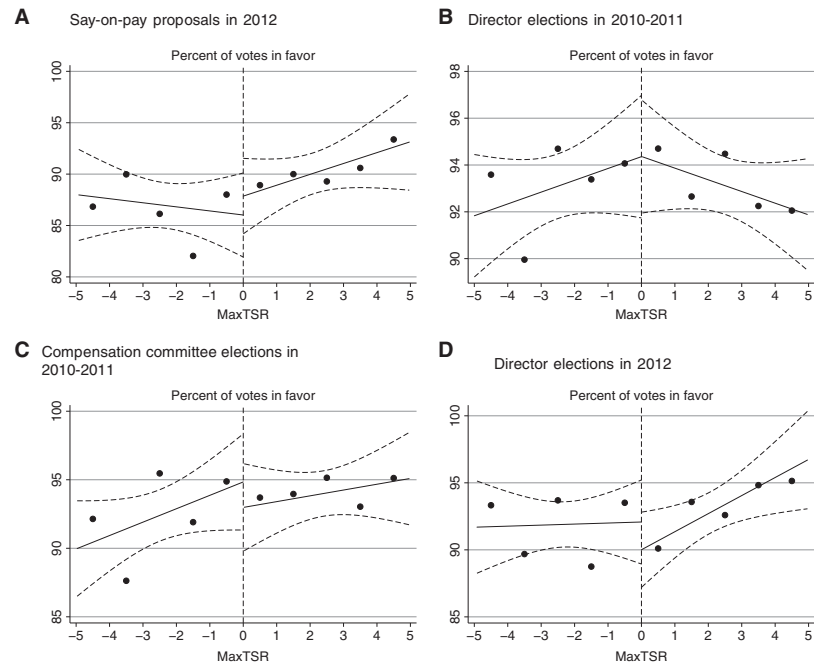 A Say-on-pay proposals in 2012
Percent of votes in favor
100
95
90
85
80
−5 −4 −3 −2 −1 0 1 2 3 4 5
MaxTSR
B Director elections in 2010-2011
Percent of votes in favor
98
96
94
92
90
−5 −4 −3 −2 −1 0 1 2 3 4 5
MaxTSR
C Compensation committee elections in
2010-2011
Percent of votes in favor
100
95
90
85
−5 −4 −3 −2 −1 0 1 2 3 4 5
MaxTSR
D Director elections in 2012
Percent of votes in favor
100
95
90
85
−5 −4 −3 −2 −1 0 1 2 3 4 5
MaxTSR